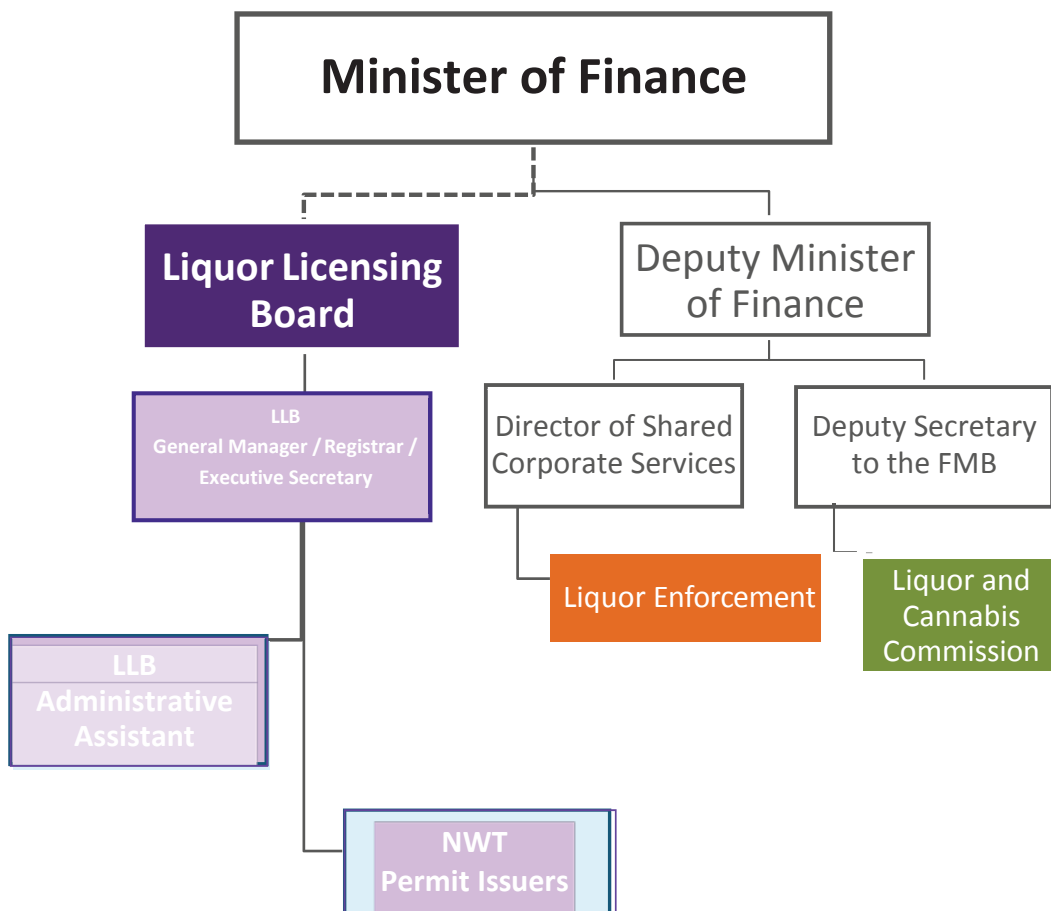 Minister of Finance
Liquor Licensing
Board
Deputy Minister
of Finance
LLB
General Manager / Registrar /
Executive Secretary
Director of Shared
Corporate Services
Deputy Secretary
to the FMB
Liquor Enforcement
Liquor and
Cannabis
Commission
LLB
Administrative
Assistant
NWT
Permit Issuers